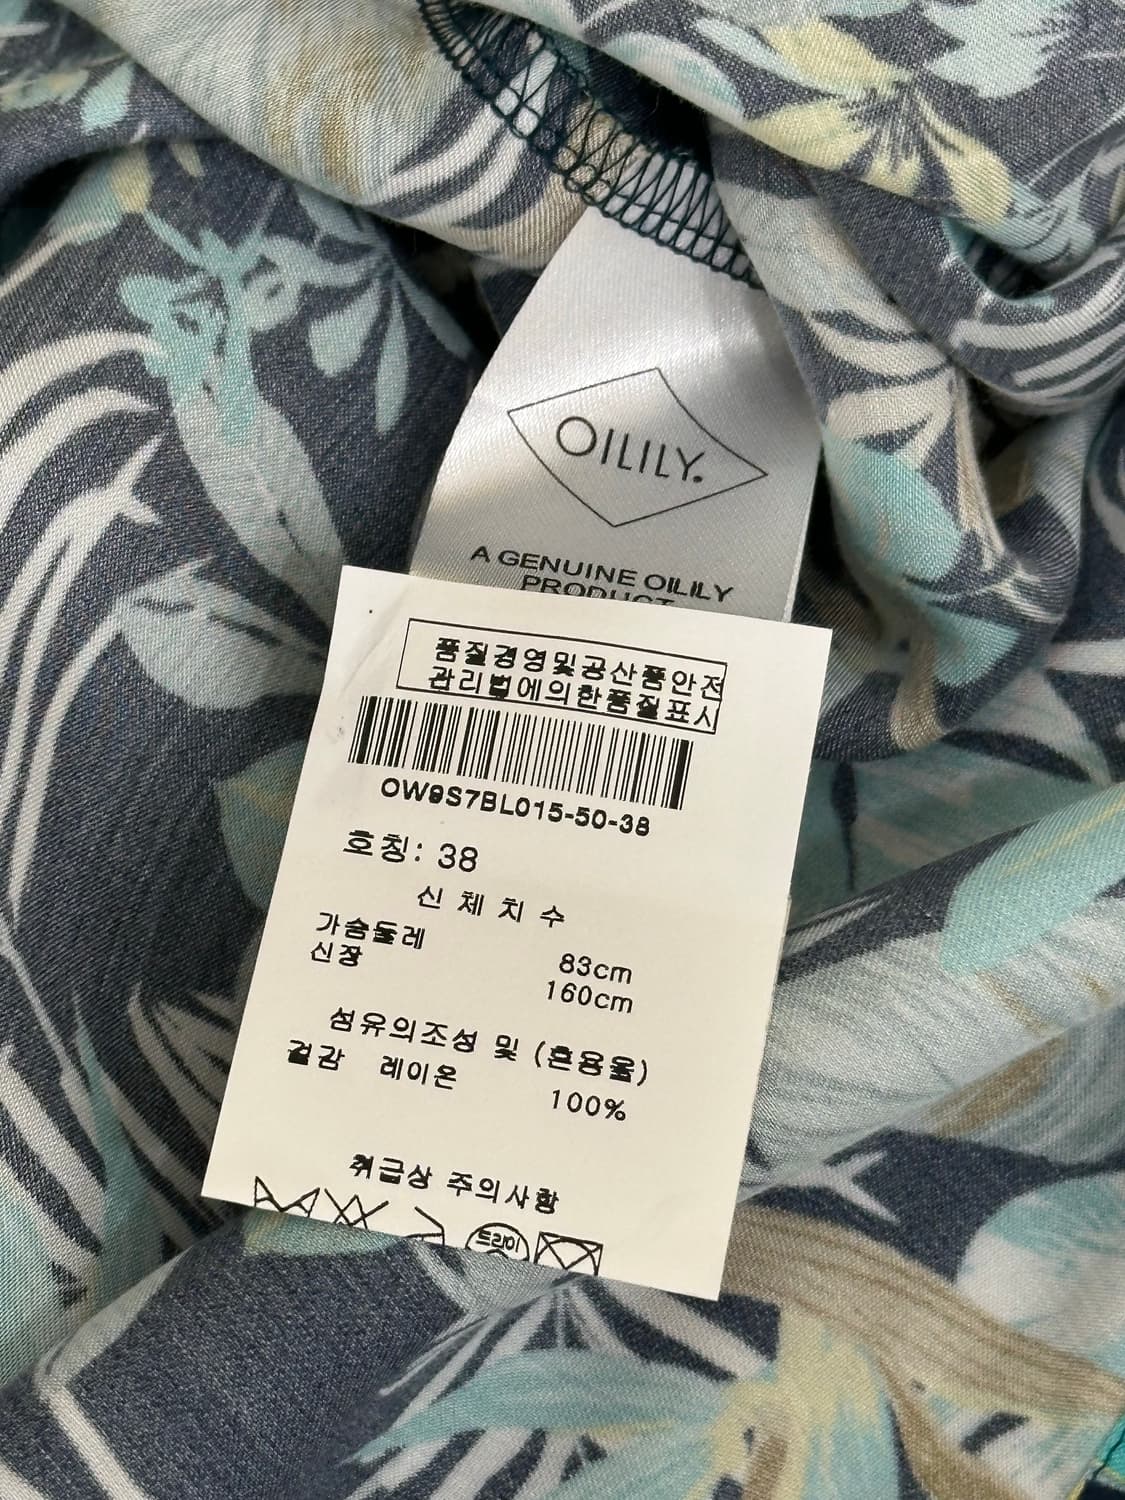 OILILY.
A GENUINE OILILY
PRODUCT
품질경영및공산품안전
관리법에의한품질표시
OW9S7BL015-50-38
호칭: 38
신 체 치 수
가슴둘레 83cm
신장 160cm
섬유의조성 및 (혼용율)
겉감 레이온 100%
취급상 주의사항
드라이